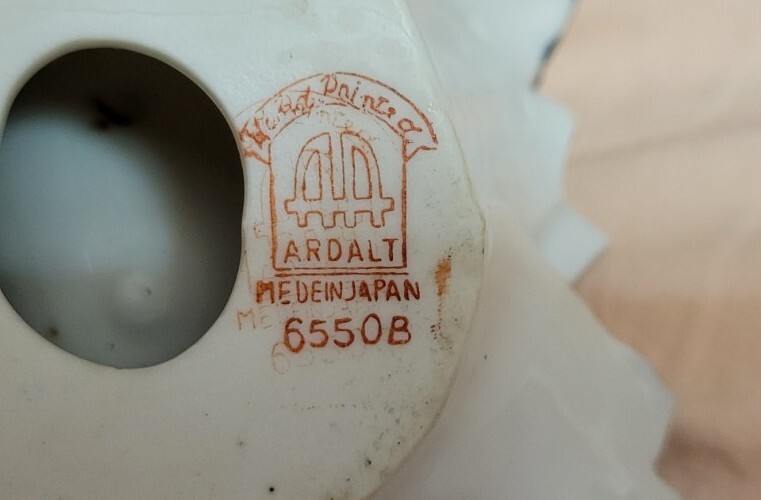 Hand Painted
ARDALT
MEDEINJAPAN
6550B